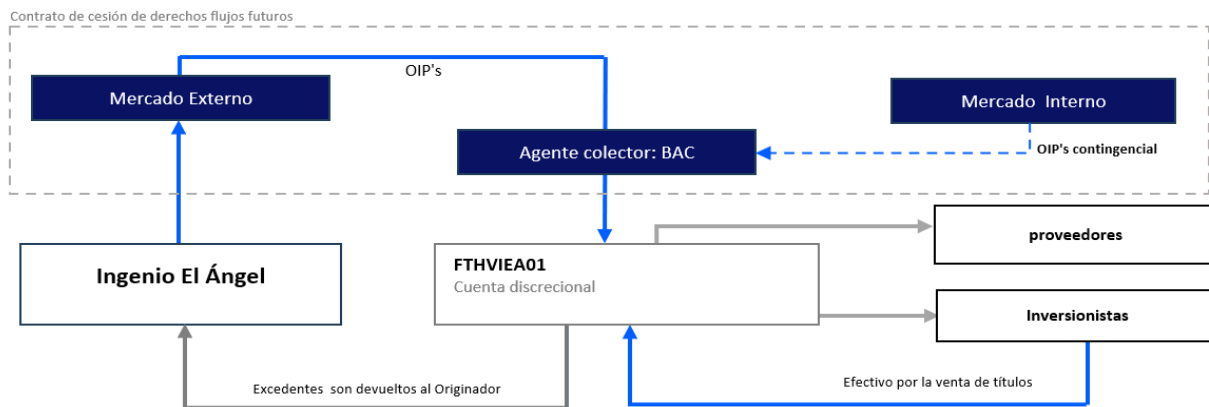 Contrato de cesión de derechos flujos futuros
OIP's
Mercado Externo
Mercado  Interno
Agente colector: BAC
OIP's contingencial
Ingenio El Ángel
FTHVIEA01
Cuenta discrecional
proveedores
Inversionistas
Excedentes  son devueltos al Originador
Efectivo por la venta de títulos